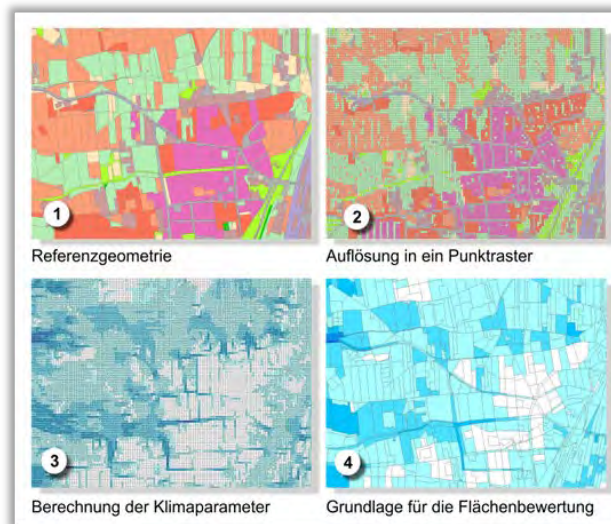 1
2
Referenzgeometrie
Auflösung in ein Punktraster
3
4
Berechnung der Klimaparameter
Grundlage für die Flächenbewertung